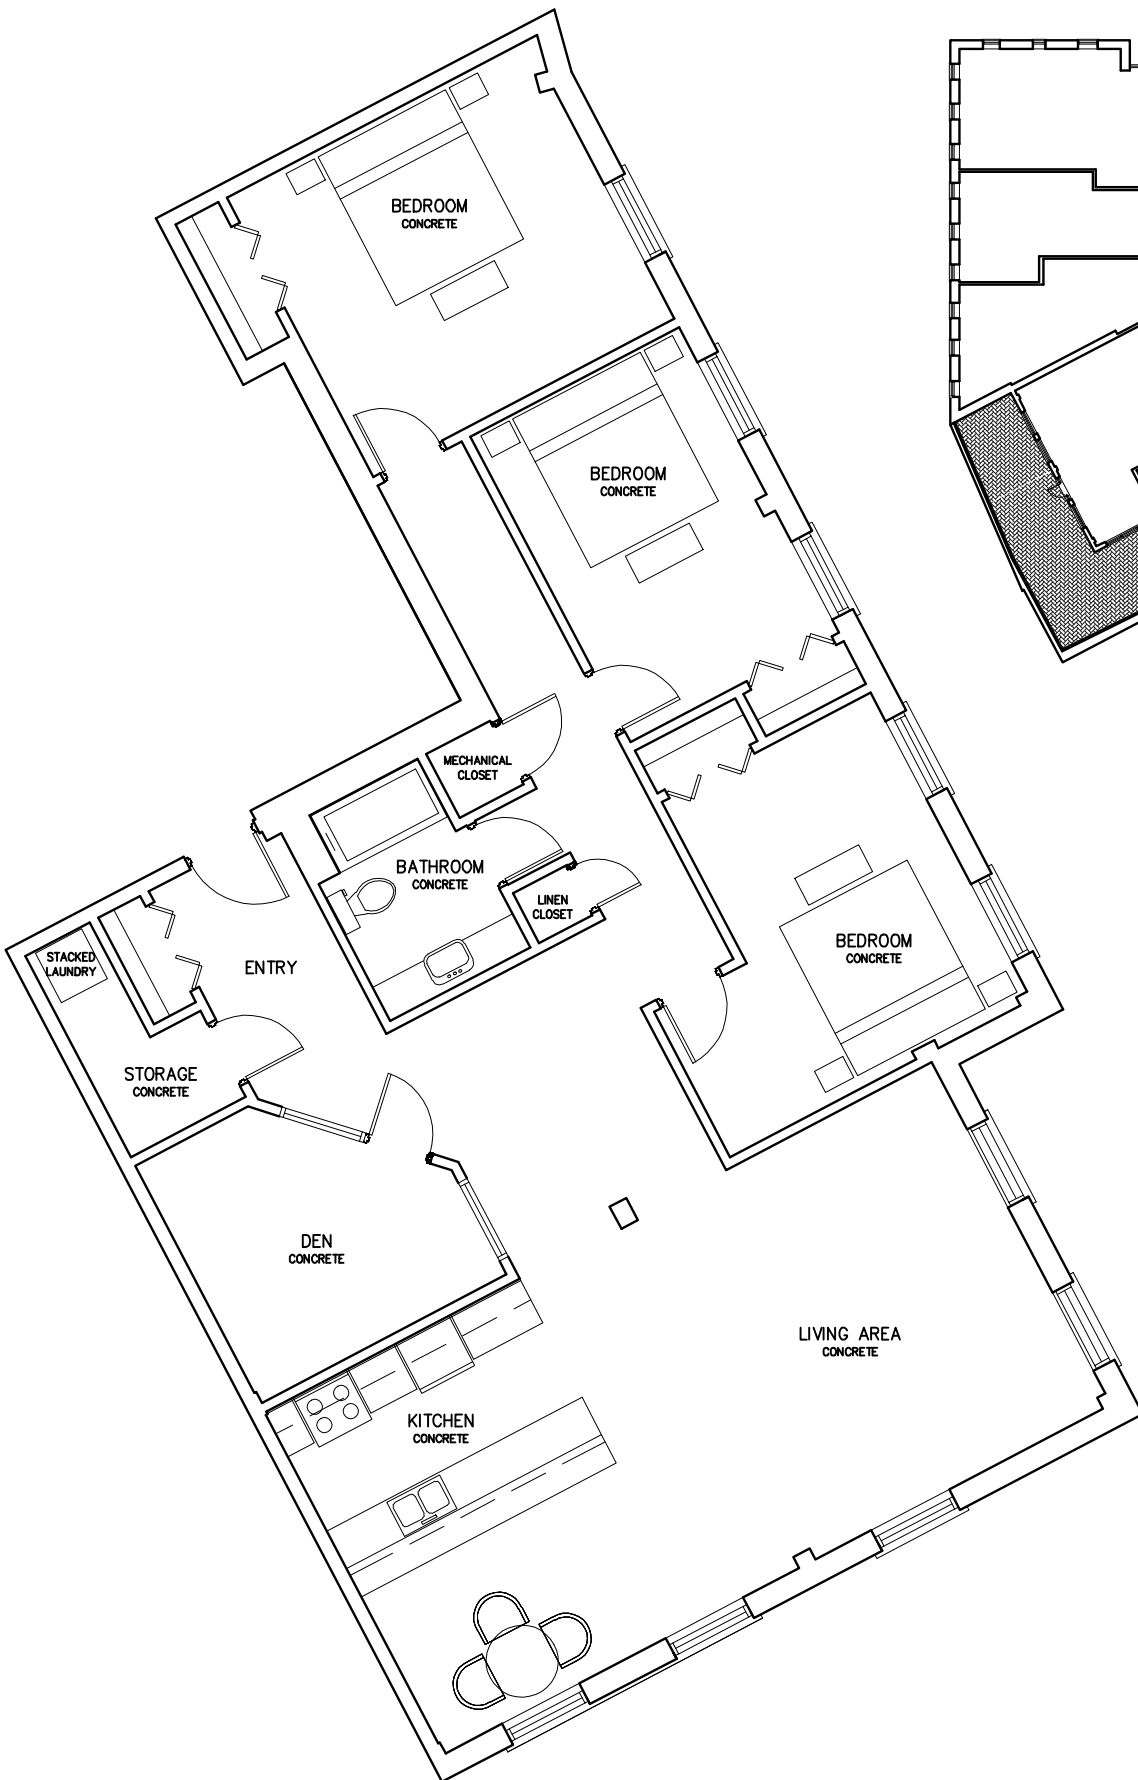 BEDROOM
CONCRETE
BEDROOM
CONCRETE
MECHANICAL
CLOSET
BATHROOM
CONCRETE
LINEN
CLOSET
BEDROOM
CONCRETE
STACKED
LAUNDRY
ENTRY
STORAGE
CONCRETE
DEN
CONCRETE
LIVING AREA
CONCRETE
KITCHEN
CONCRETE